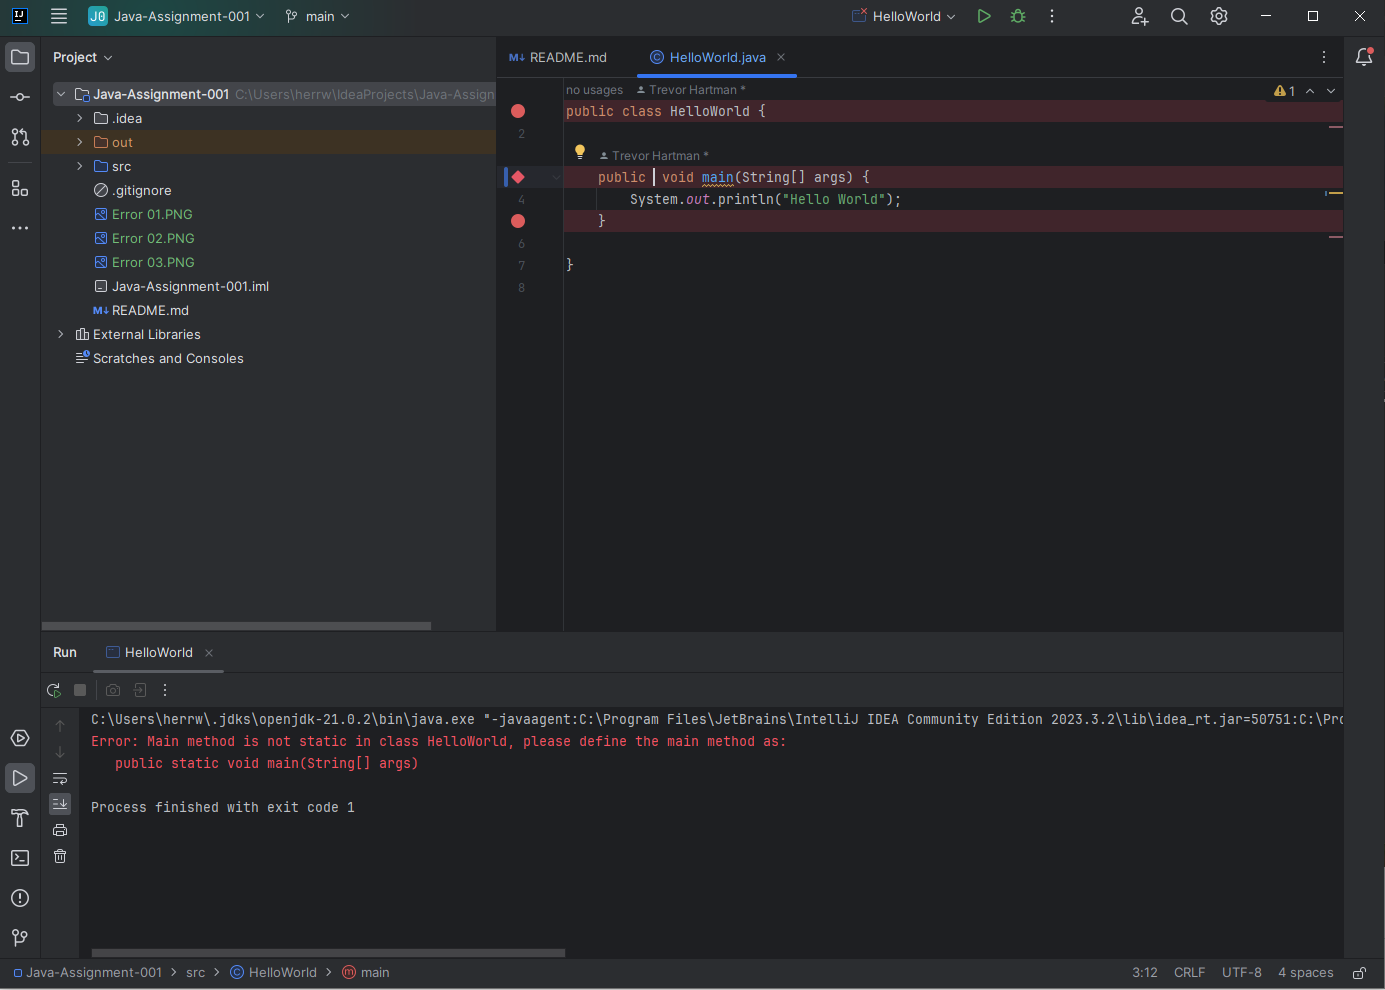 IJ
J0 Java-Assignment-001 main HelloWorld
Project
README.md HelloWorld.java
Java-Assignment-001 C:\Users\herrw\IdeaProjects\Java-Assign
.idea
out
src
.gitignore
Error 01.PNG
Error 02.PNG
Error 03.PNG
Java-Assignment-001.iml
M↓ README.md
External Libraries
Scratches and Consoles
no usages Trevor Hartman *
1
public class HelloWorld {
2
Trevor Hartman *
public void main(String[] args) {
4 System.out.println("Hello World");
}
6
7 }
8
Run HelloWorld
C:\Users\herrw\.jdks\openjdk-21.0.2\bin\java.exe "-javaagent:C:\Program Files\JetBrains\IntelliJ IDEA Community Edition 2023.3.2\lib\idea_rt.jar=50751:C:\Pro
Error: Main method is not static in class HelloWorld, please define the main method as:
public static void main(String[] args)
Process finished with exit code 1
Java-Assignment-001 > src > C HelloWorld > m main 3:12 CRLF UTF-8 4 spaces